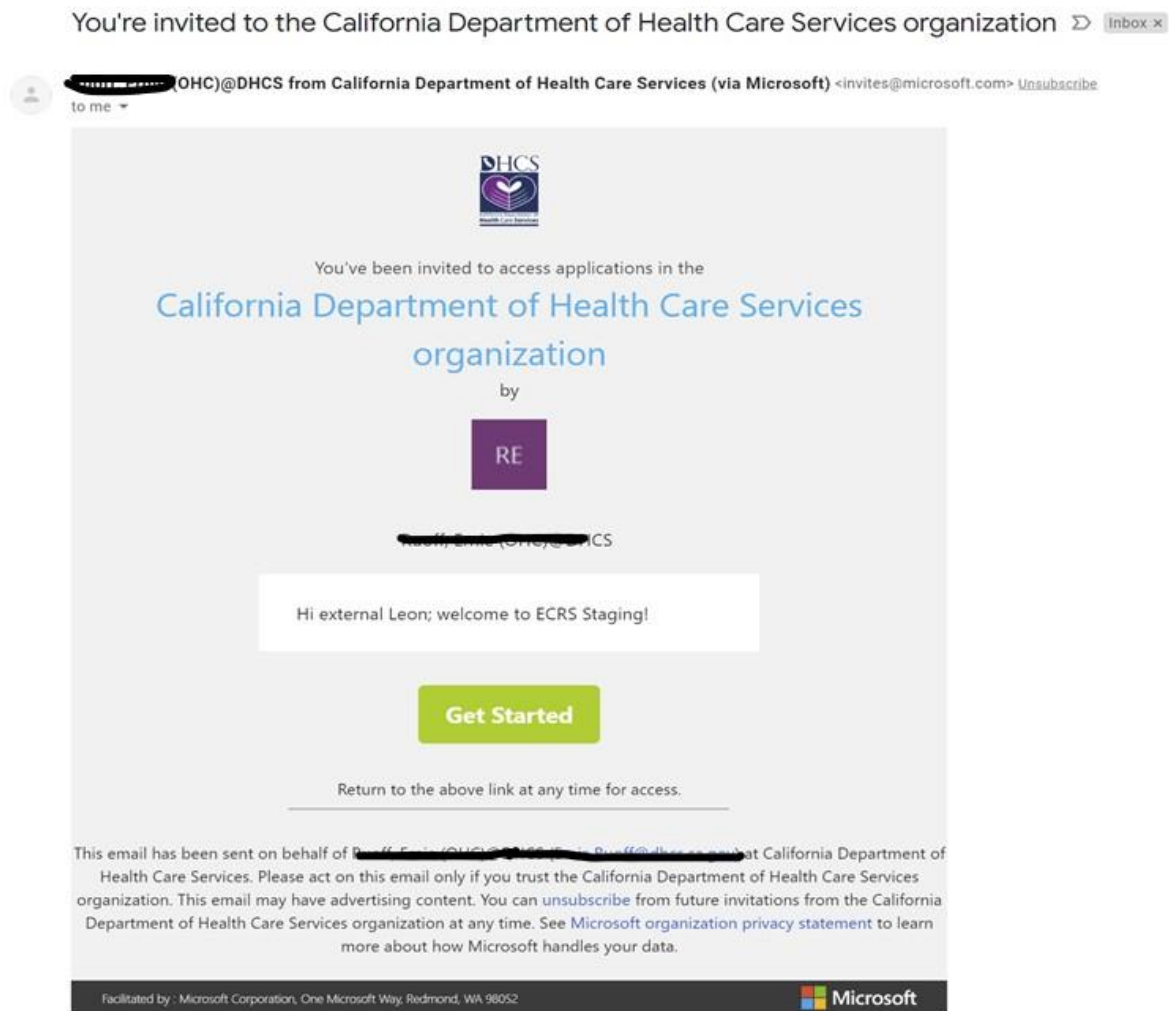 You're invited to the California Department of Health Care Services organization Inbox x
(OHC)@DHCS from California Department of Health Care Services (via Microsoft) <invites@microsoft.com> Unsubscribe
to me
DHCS
Health Care Services
You've been invited to access applications in the
California Department of Health Care Services
organization
by
RE
Hi external Leon; welcome to ECRS Staging!
Get Started
Return to the above link at any time for access.
This email has been sent on behalf of at California Department of
Health Care Services. Please act on this email only if you trust the California Department of Health Care Services
organization. This email may have advertising content. You can unsubscribe from future invitations from the California
Department of Health Care Services organization at any time. See Microsoft organization privacy statement to learn
more about how Microsoft handles your data.
Facilitated by : Microsoft Corporation, One Microsoft Way, Redmond, WA 98052
Microsoft